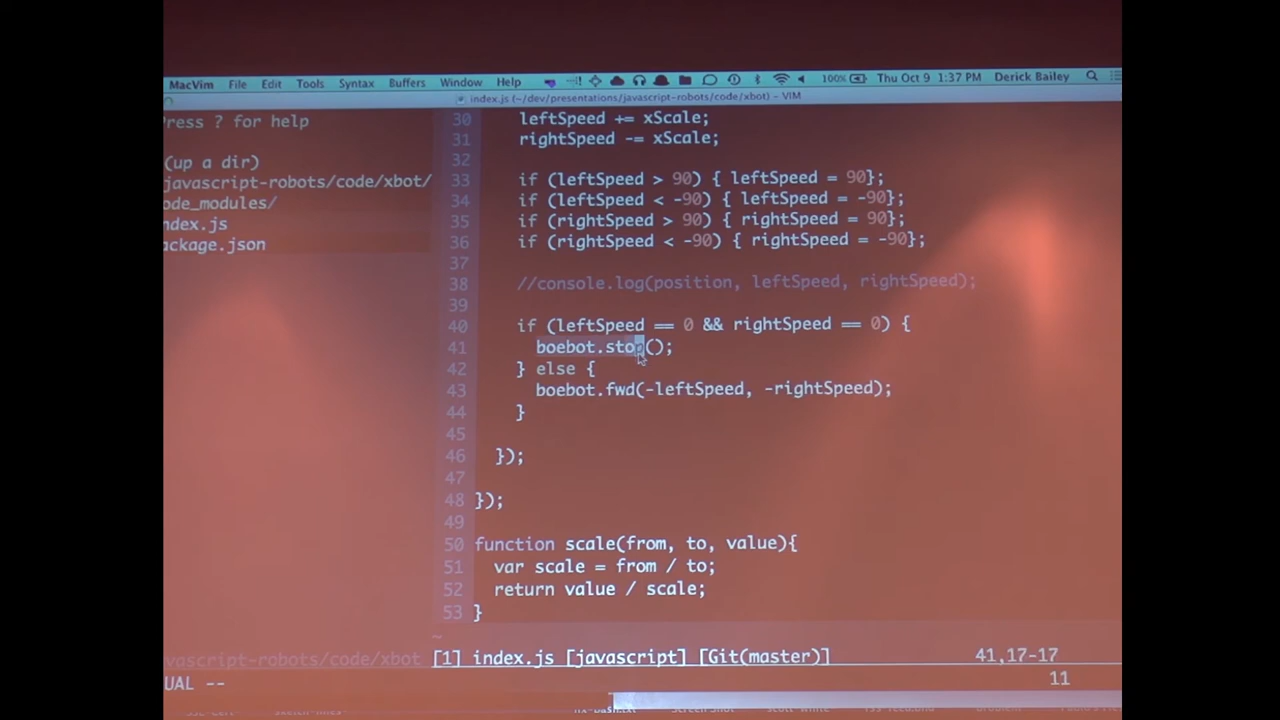 MacVim File Edit Tools Syntax Buffers Window Help 100% Thu Oct 9 1:37 PM Derick Bailey
index.js (~/dev/presentations/javascript-robots/code/xbot) - VIM
ress ? for help
(up a dir)
javascript-robots/code/xbot/
ode_modules/
ndex.js
ackage.json
30 leftSpeed += xScale;
31 rightSpeed -= xScale;
32
33 if (leftSpeed > 90) { leftSpeed = 90};
34 if (leftSpeed < -90) { leftSpeed = -90};
35 if (rightSpeed > 90) { rightSpeed = 90};
36 if (rightSpeed < -90) { rightSpeed = -90};
37
38 //console.log(position, leftSpeed, rightSpeed);
39
40 if (leftSpeed == 0 && rightSpeed == 0) {
41 boebot.stop();
42 } else {
43 boebot.fwd(-leftSpeed, -rightSpeed);
44 }
45
46 });
47
48 });
49
50 function scale(from, to, value){
51 var scale = from / to;
52 return value / scale;
53 }
~
avascript-robots/code/xbot [1] index.js [javascript] [Git(master)] 41,17-17
UAL -- 11